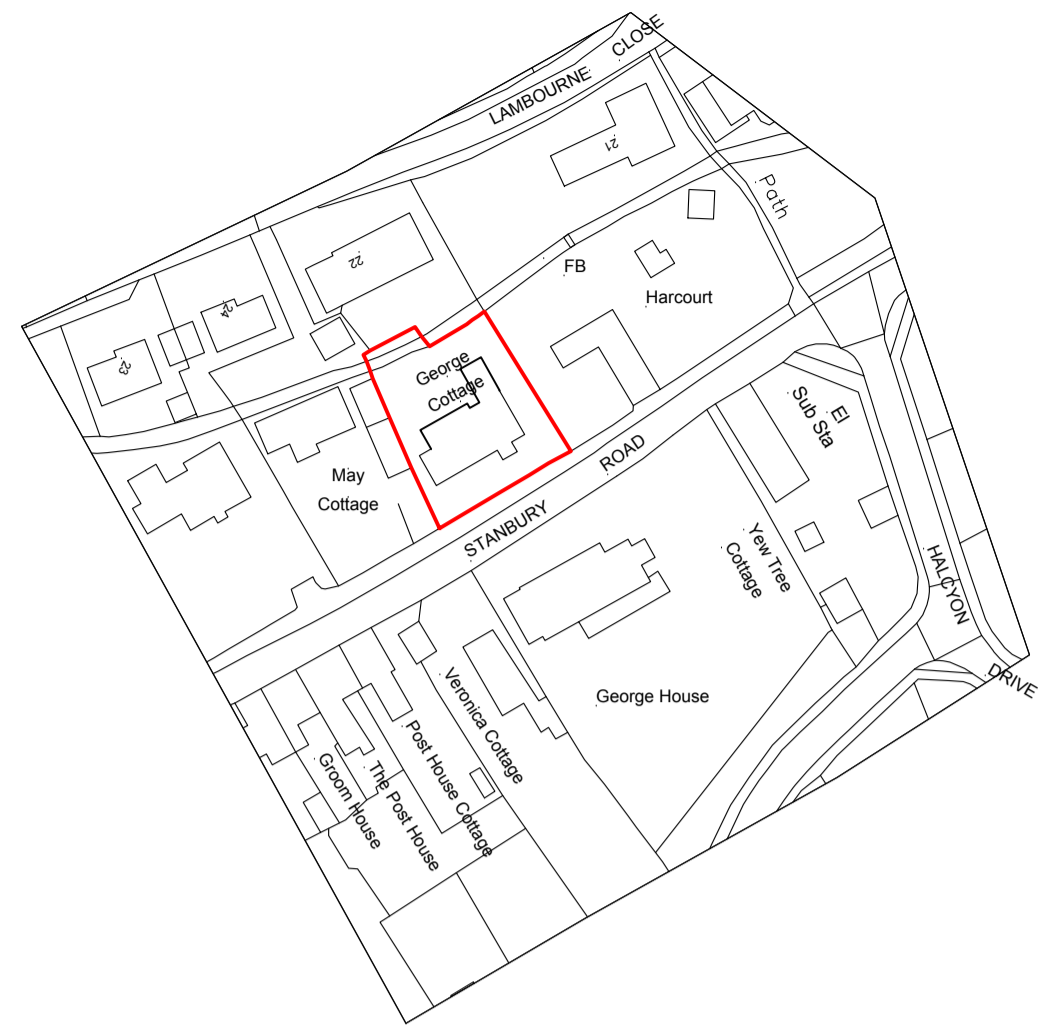 LAMBOURNE CLOSE
21
Path
22
FB
Harcourt
24
23
George
Cottage
May
Cottage
STANBURY ROAD
El
Sub Sta
Yew Tree
Cottage
HALCYON DRIVE
George House
Veronica Cottage
Post House Cottage
The Post House
Groom House